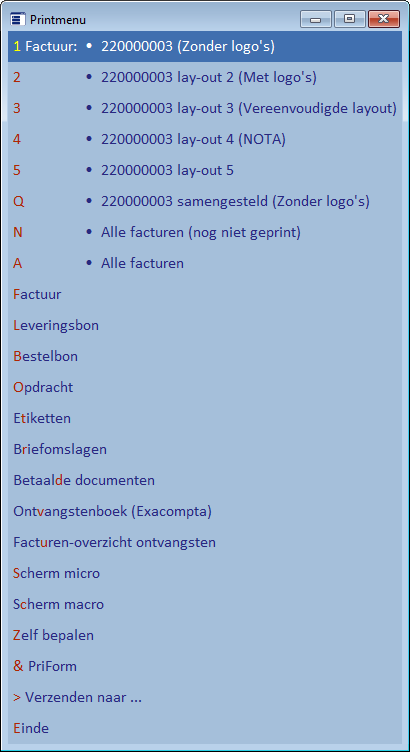 Printmenu
1 Factuur: • 220000003 (Zonder logo's)
2 • 220000003 lay-out 2 (Met logo's)
3 • 220000003 lay-out 3 (Vereenvoudigde layout)
4 • 220000003 lay-out 4 (NOTA)
5 • 220000003 lay-out 5
Q • 220000003 samengesteld (Zonder logo's)
N • Alle facturen (nog niet geprint)
A • Alle facturen
Factuur
Leveringsbon
Bestelbon
Opdracht
Etiketten
Briefomslagen
Betaalde documenten
Ontvangstenboek (Exacompta)
Facturen-overzicht ontvangsten
Scherm micro
Scherm macro
Zelf bepalen
& PriForm
> Verzenden naar ...
Einde